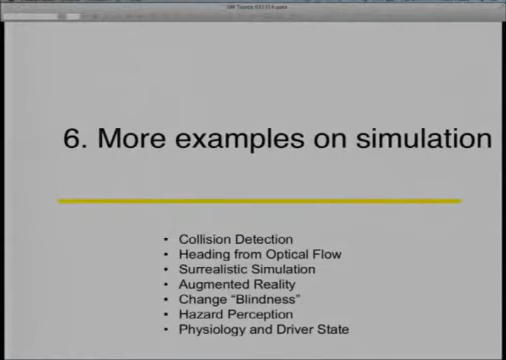 6. More examples on simulation
• Collision Detection
• Heading from Optical Flow
• Surrealistic Simulation
• Augmented Reality
• Change “Blindness”
• Hazard Perception
• Physiology and Driver State